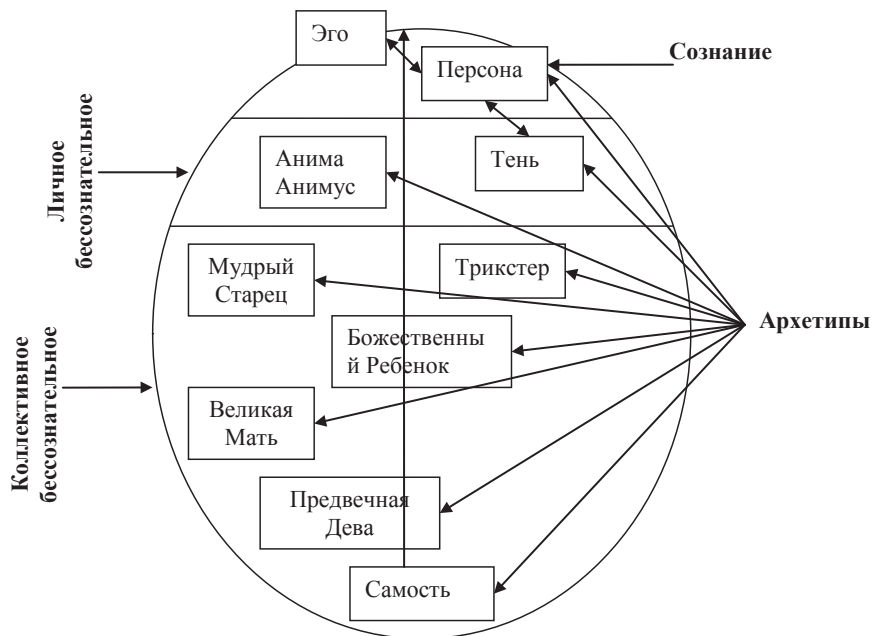 Эго
Персона
Сознание
Личное
бессознательное
Анима
Анимус
Тень
Мудрый
Старец
Трикстер
Божественны
й Ребенок
Архетипы
Коллективное
бессознательное
Великая
Мать
Предвечная
Дева
Самость